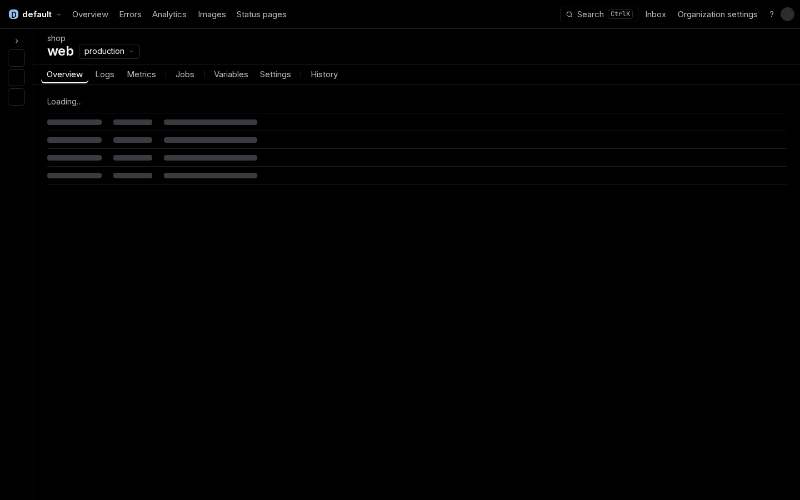 D default Overview Errors Analytics Images Status pages Search CtrlK Inbox Organization settings ?
shop
web production
Overview Logs Metrics Jobs Variables Settings History
Loading...